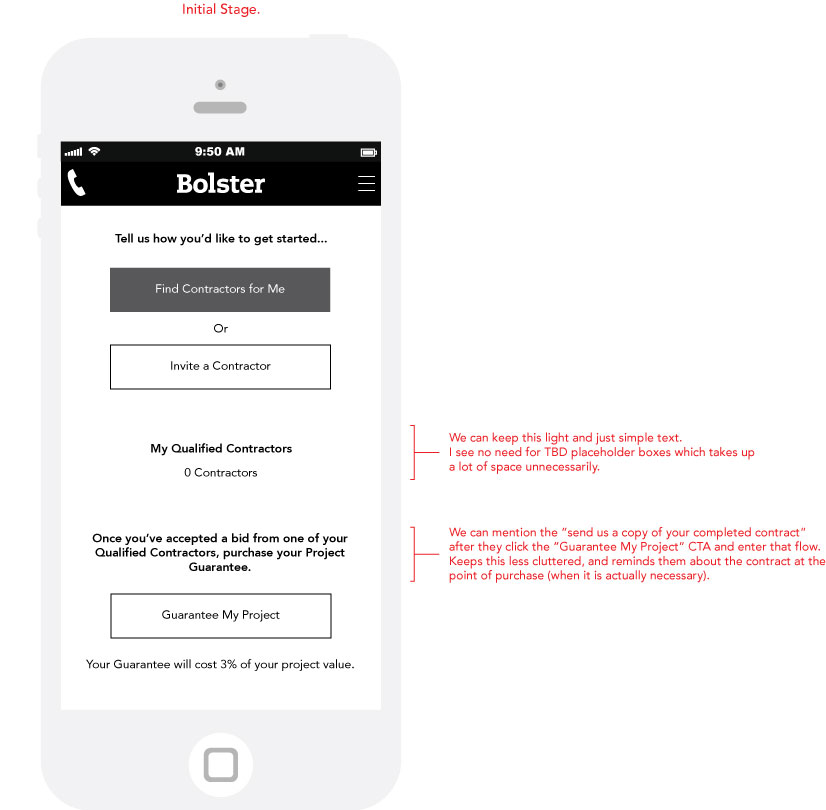 Initial Stage.
9:50 AM
Bolster
Tell us how you’d like to get started...
Find Contractors for Me
Or
Invite a Contractor
My Qualified Contractors
0 Contractors
We can keep this light and just simple text.
I see no need for TBD placeholder boxes which takes up
a lot of space unnecessarily.
Once you’ve accepted a bid from one of your
Qualified Contractors, purchase your Project
Guarantee.
We can mention the “send us a copy of your completed contract”
after they click the “Guarantee My Project” CTA and enter that flow.
Keeps this less cluttered, and reminds them about the contract at the
point of purchase (when it is actually necessary).
Guarantee My Project
Your Guarantee will cost 3% of your project value.